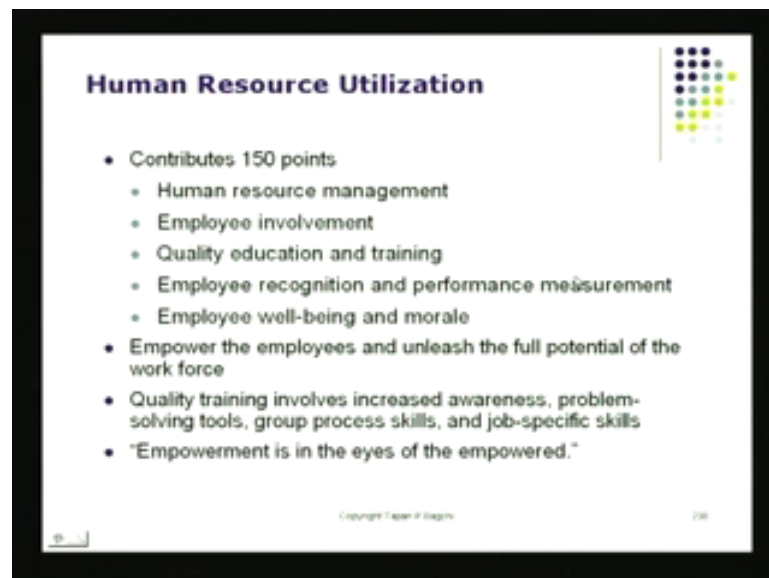 Human Resource Utilization
• Contributes 150 points
• Human resource management
• Employee involvement
• Quality education and training
• Employee recognition and performance measurement
• Employee well-being and morale
• Empower the employees and unleash the full potential of the
work force
• Quality training involves increased awareness, problem-
solving tools, group process skills, and job-specific skills
• "Empowerment is in the eyes of the empowered."
Copyright Tapan P